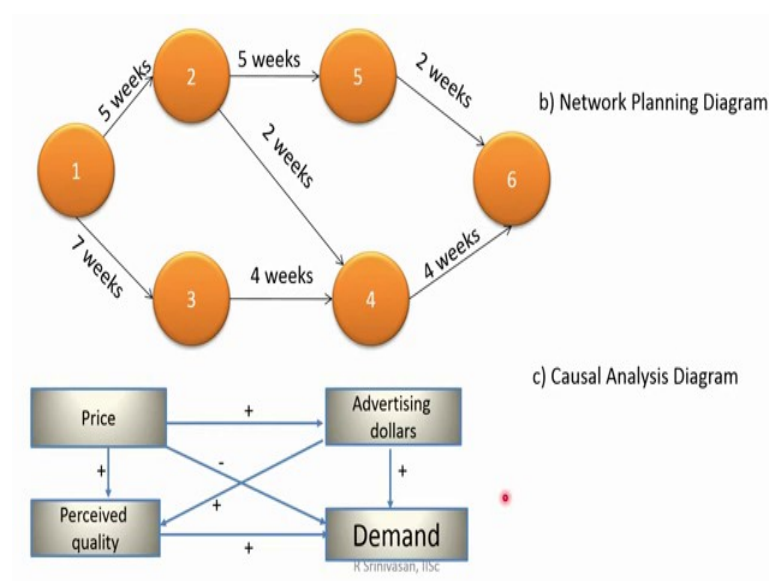 5 weeks
2
5 weeks
5
2 weeks
b) Network Planning Diagram
1
2 weeks
6
7 weeks
3
4 weeks
4
4 weeks
c) Causal Analysis Diagram
Price
+
Advertising
dollars
+
-
+
+
Perceived
quality
+
Demand
R Srinivasan, IISc